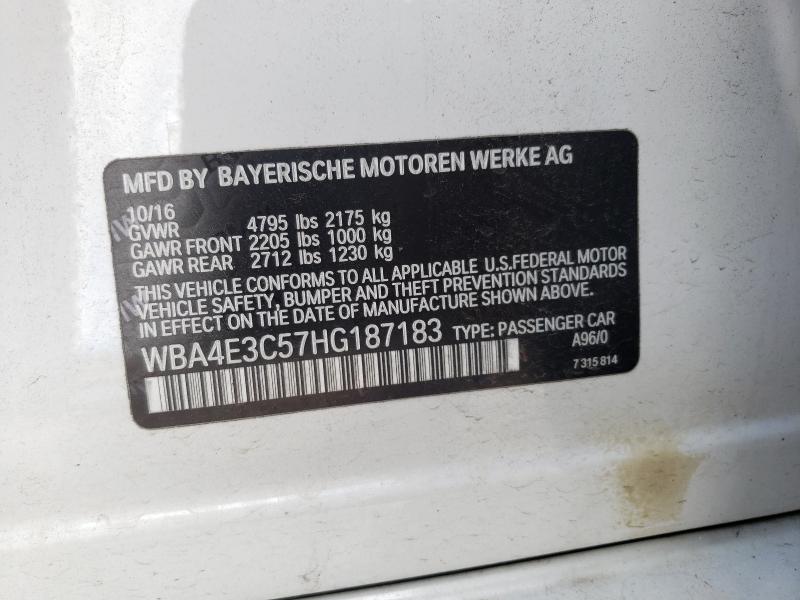 MFD BY BAYERISCHE MOTOREN WERKE AG
10/16
GVWR 4795 lbs 2175 kg
GAWR FRONT 2205 lbs 1000 kg
GAWR REAR 2712 lbs 1230 kg
THIS VEHICLE CONFORMS TO ALL APPLICABLE U.S.FEDERAL MOTOR
VEHICLE SAFETY, BUMPER AND THEFT PREVENTION STANDARDS
IN EFFECT ON THE DATE OF MANUFACTURE SHOWN ABOVE.
WBA4E3C57HG187183 TYPE: PASSENGER CAR
A96/0
7 315 814